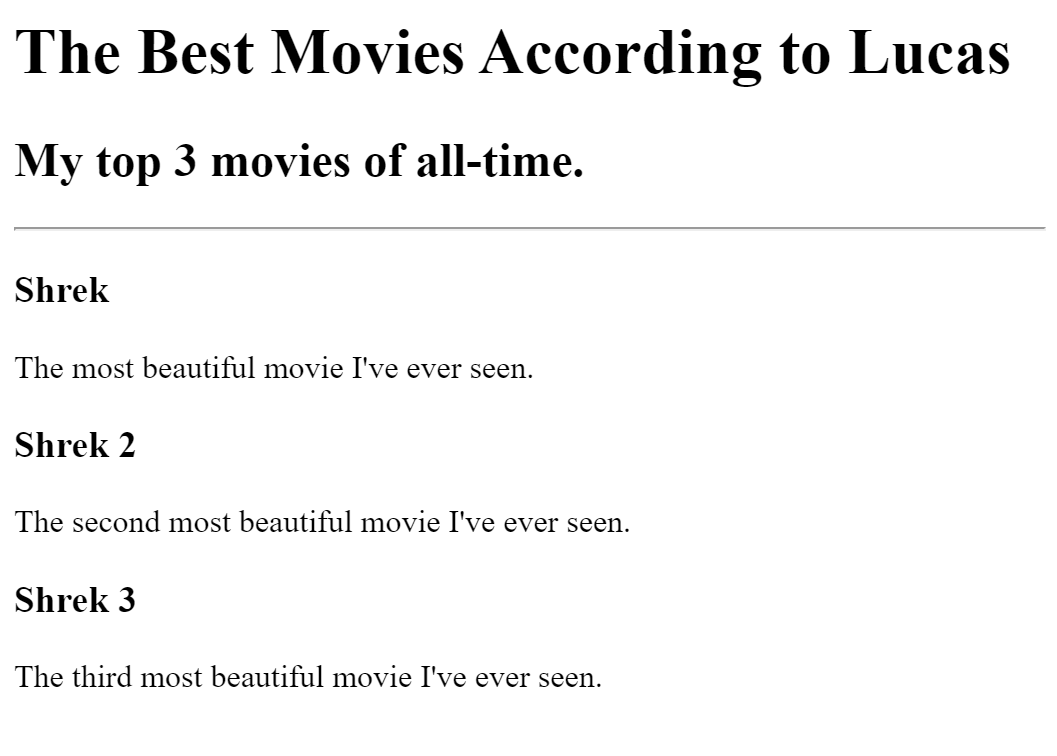 The Best Movies According to Lucas
My top 3 movies of all-time.
Shrek
The most beautiful movie I've ever seen.
Shrek 2
The second most beautiful movie I've ever seen.
Shrek 3
The third most beautiful movie I've ever seen.